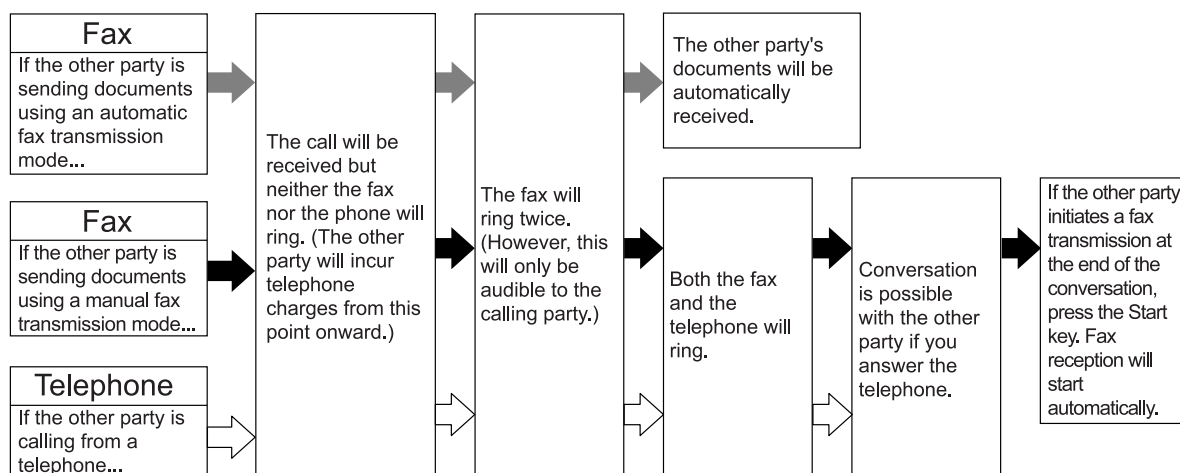 Fax
If the other party is
sending documents
using an automatic
fax transmission
mode...
Fax
If the other party is
sending documents
using a manual fax
transmission mode...
Telephone
If the other party is
calling from a
telephone...
The call will be
received but
neither the fax
nor the phone will
ring. (The other
party will incur
telephone
charges from this
point onward.)
The fax will
ring twice.
(However, this
will only be
audible to the
calling party.)
The other party's
documents will be
automatically
received.
Both the fax
and the
telephone will
ring.
Conversation
is possible
with the other
party if you
answer the
telephone.
If the other party
initiates a fax
transmission at
the end of the
conversation,
press the Start
key. Fax
reception will
start
automatically.